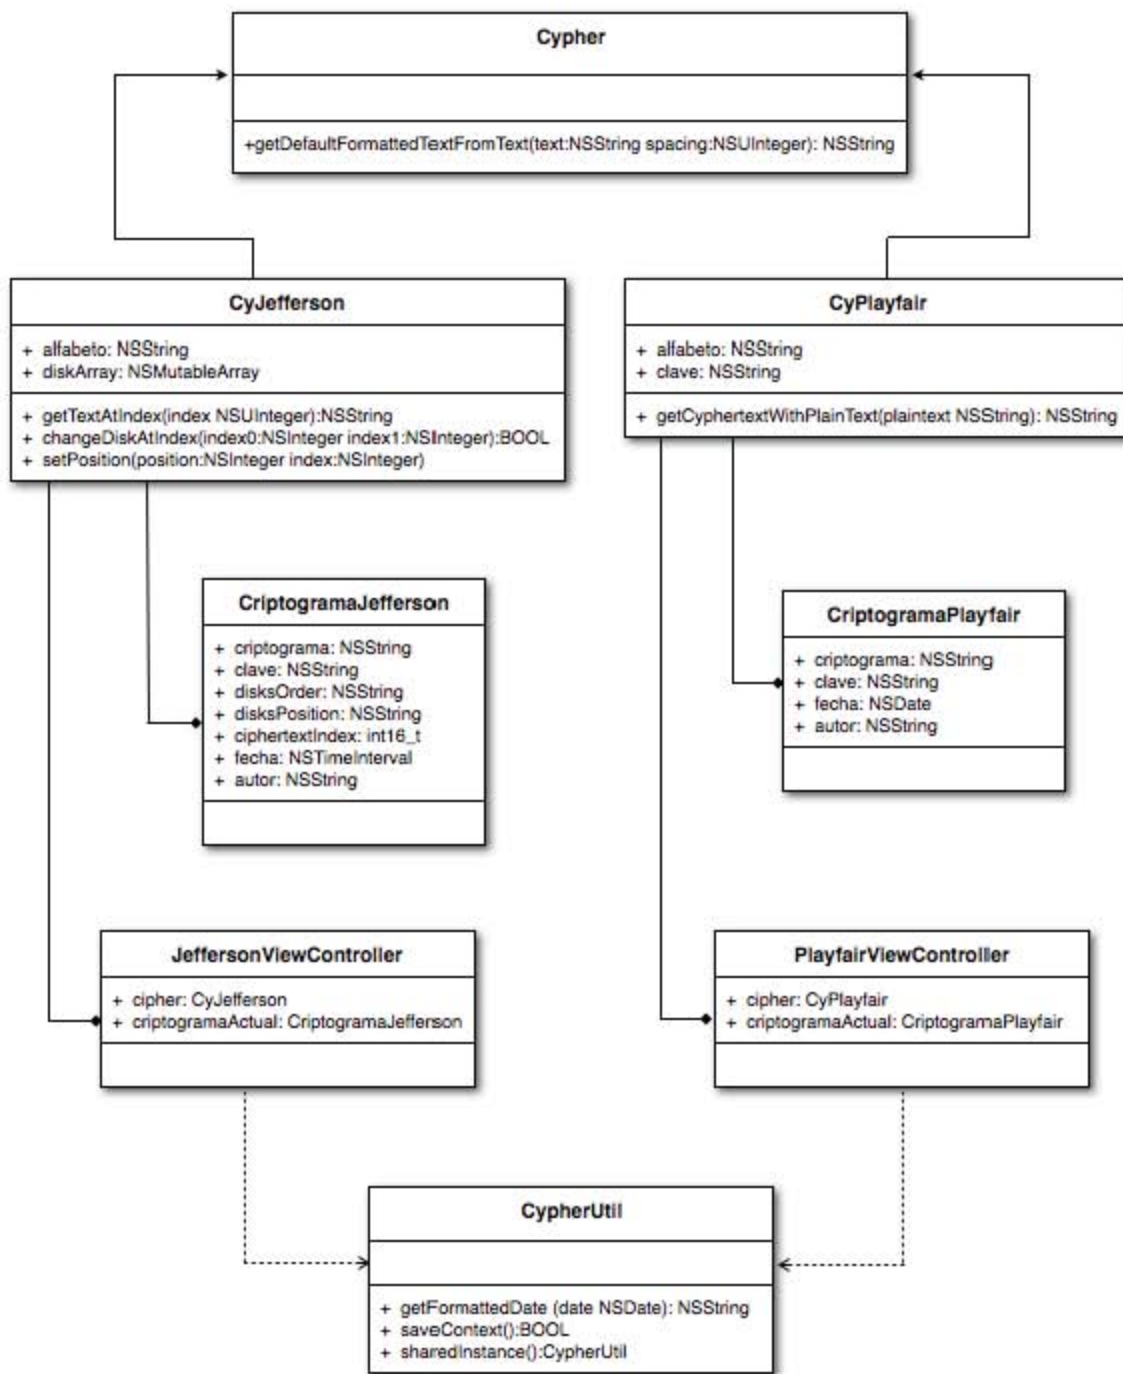 Cypher
+getDefaultFormattedTextFromText(text:NSString spacing:NSUInteger): NSString
CyJefferson
+ alfabeto: NSString
+ diskArray: NSMutableArray
+ getTextAtIndex(index NSUInteger):NSString
+ changeDiskAtIndex(index0:NSInteger index1:NSInteger):BOOL
+ setPosition(position:NSInteger index:NSInteger)
CyPlayfair
+ alfabeto: NSString
+ clave: NSString
+ getCyphertextWithPlainText(plaintext NSString): NSString
CriptogramaJefferson
+ criptograma: NSString
+ clave: NSString
+ disksOrder: NSString
+ disksPosition: NSString
+ ciphertextIndex: int16_t
+ fecha: NSTimeInterval
+ autor: NSString
CriptogramaPlayfair
+ criptograma: NSString
+ clave: NSString
+ fecha: NSDate
+ autor: NSString
JeffersonViewController
+ cipher: CyJefferson
+ criptogramaActual: CriptogramaJefferson
PlayfairViewController
+ cipher: CyPlayfair
+ criptogramaActual: CriptogramaPlayfair
CypherUtil
+ getFormattedDate (date NSDate): NSString
+ saveContext():BOOL
+ sharedInstance():CypherUtil